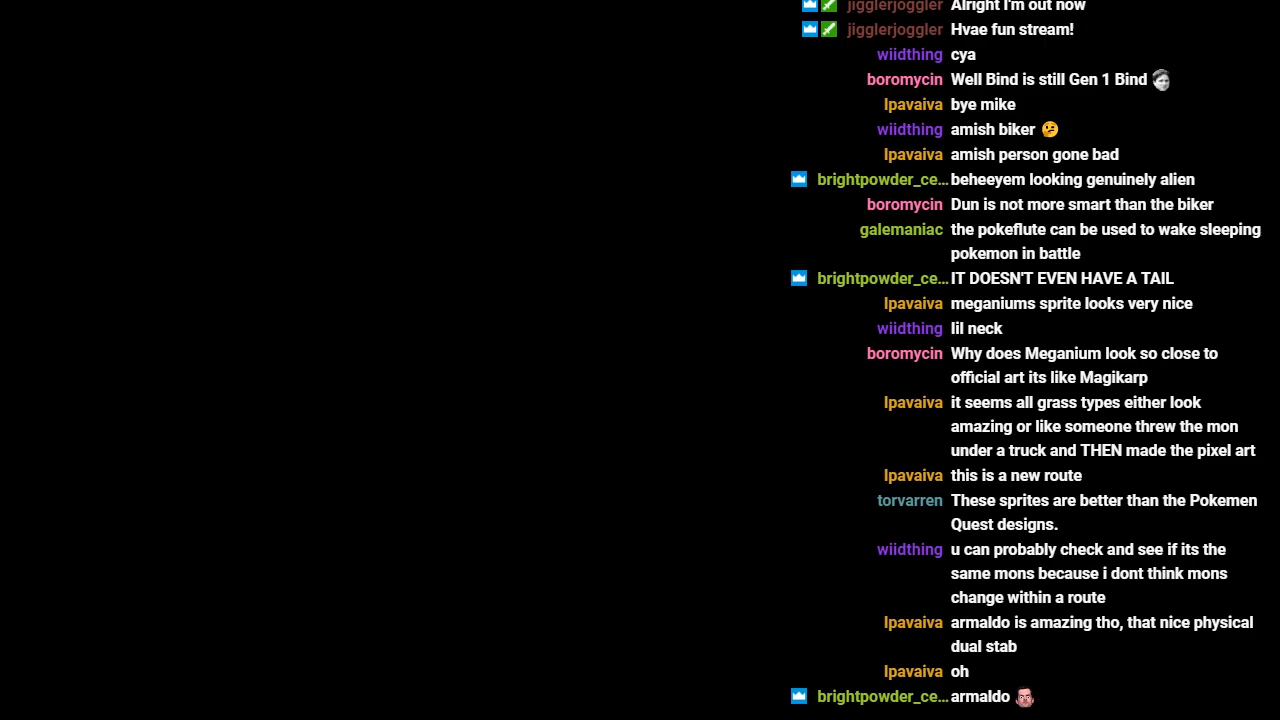 jigglerjoggler Alright I'm out now
jigglerjoggler Hvae fun stream!
wiidthing cya
boromycin Well Bind is still Gen 1 Bind
lpavaiva bye mike
wiidthing amish biker
lpavaiva amish person gone bad
brightpowder_ce... beheeyem looking genuinely alien
boromycin Dun is not more smart than the biker
galemaniac the pokeflute can be used to wake sleeping
pokemon in battle
brightpowder_ce... IT DOESN'T EVEN HAVE A TAIL
lpavaiva meganiums sprite looks very nice
wiidthing lil neck
boromycin Why does Meganium look so close to
official art its like Magikarp
lpavaiva it seems all grass types either look
amazing or like someone threw the mon
under a truck and THEN made the pixel art
lpavaiva this is a new route
torvarren These sprites are better than the Pokemen
Quest designs.
wiidthing u can probably check and see if its the
same mons because i dont think mons
change within a route
lpavaiva armaldo is amazing tho, that nice physical
dual stab
lpavaiva oh
brightpowder_ce... armaldo